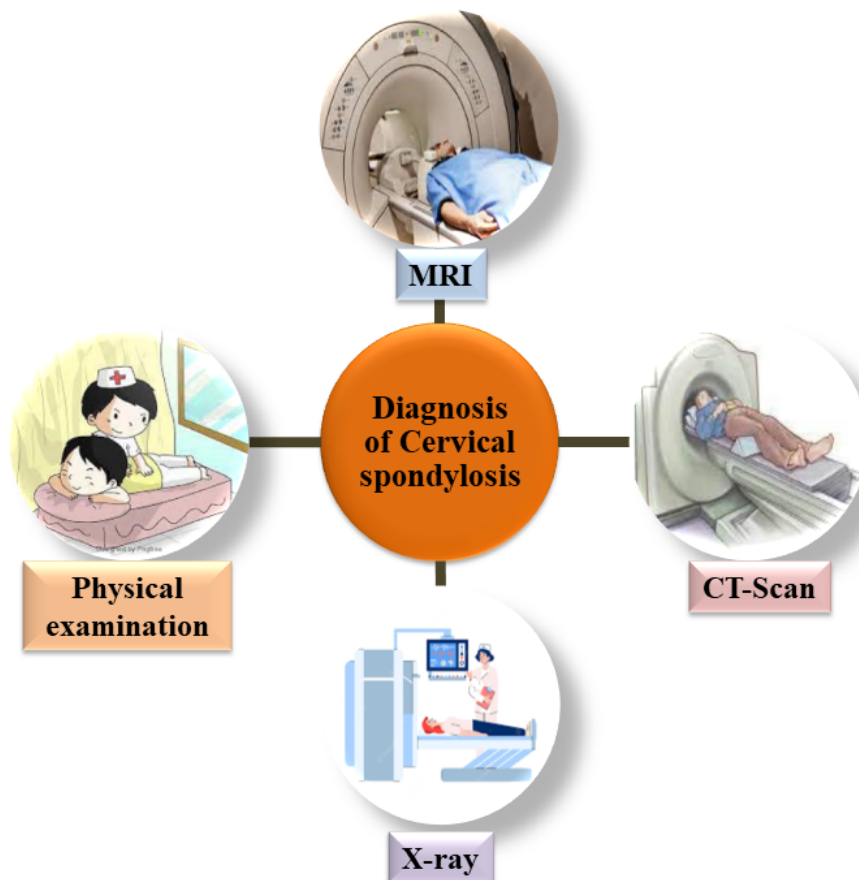 MRI
Diagnosis
of Cervical
spondylosis
Physical
examination
CT-Scan
X-ray